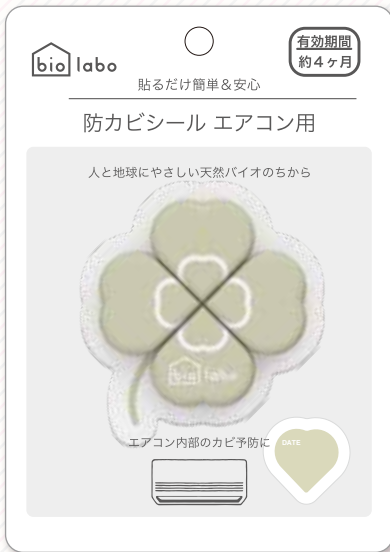 bio labo
有効期間
約4ヶ月
貼るだけ簡単＆安心
防カビシール エアコン用
人と地球にやさしい天然バイオのちから
bio labo
エアコン内部のカビ予防に
DATE